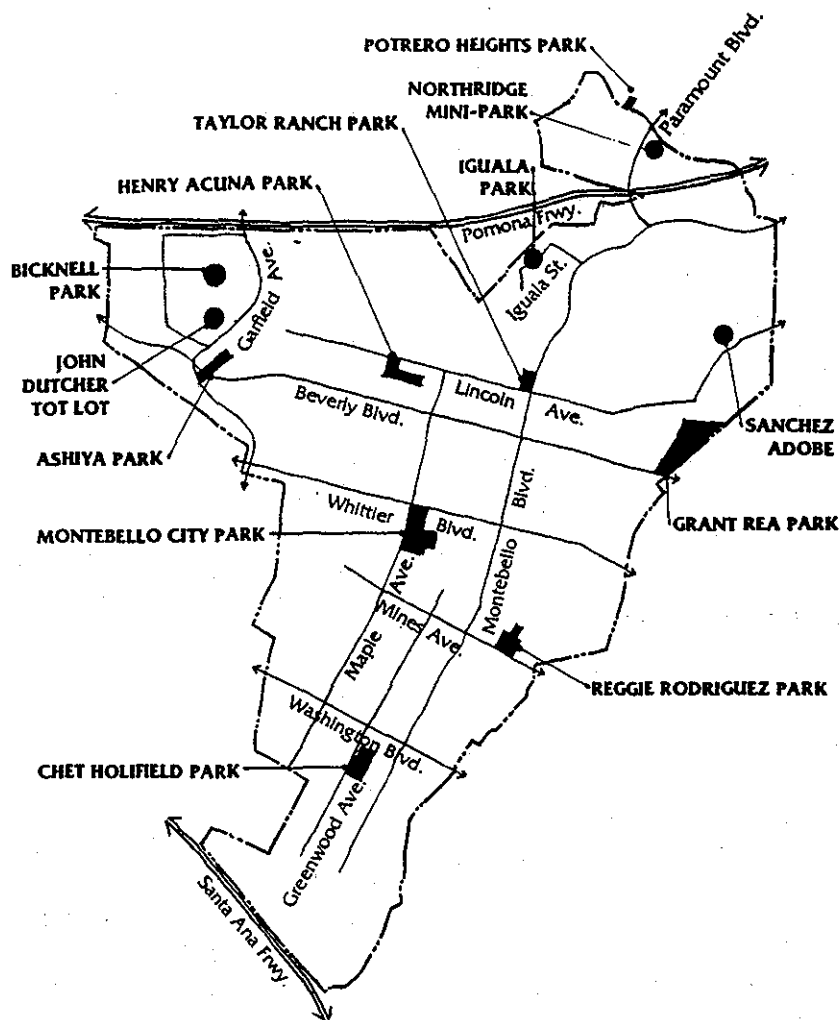 POTRERO HEIGHTS PARK
Paramount Blvd.
NORTHRIDGE
MINI-PARK
TAYLOR RANCH PARK
IGUALA
PARK
HENRY ACUNA PARK
Pomona Frwy.
BICKNELL
PARK
Garfield Ave.
Iguala St.
JOHN
DUTCHER
TOT LOT
Lincoln Ave.
Beverly Blvd.
SANCHEZ
ADOBE
ASHIYA PARK
Whittier Blvd.
GRANT REA PARK
MONTEBELLO CITY PARK
Montebello Blvd.
Mines Ave.
Maple Ave.
REGGIE RODRIGUEZ PARK
Washington Blvd.
CHET HOLIFIELD PARK
Greenwood Ave.
Santa Ana Frwy.